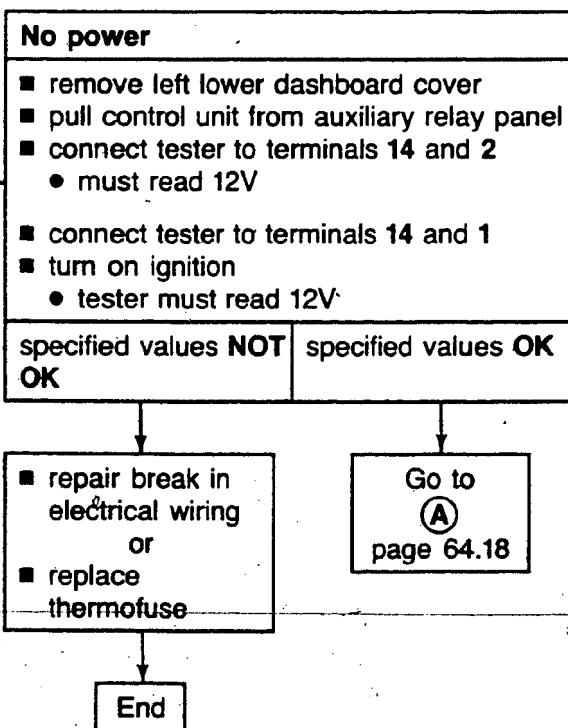 No power
■ remove left lower dashboard cover
■ pull control unit from auxiliary relay panel
■ connect tester to terminals 14 and 2
● must read 12V
■ connect tester to terminals 14 and 1
■ turn on ignition
● tester must read 12V
specified values NOT
OK
specified values OK
■ repair break in
electrical wiring
or
■ replace
thermofuse
End
Go to
A
page 64.18